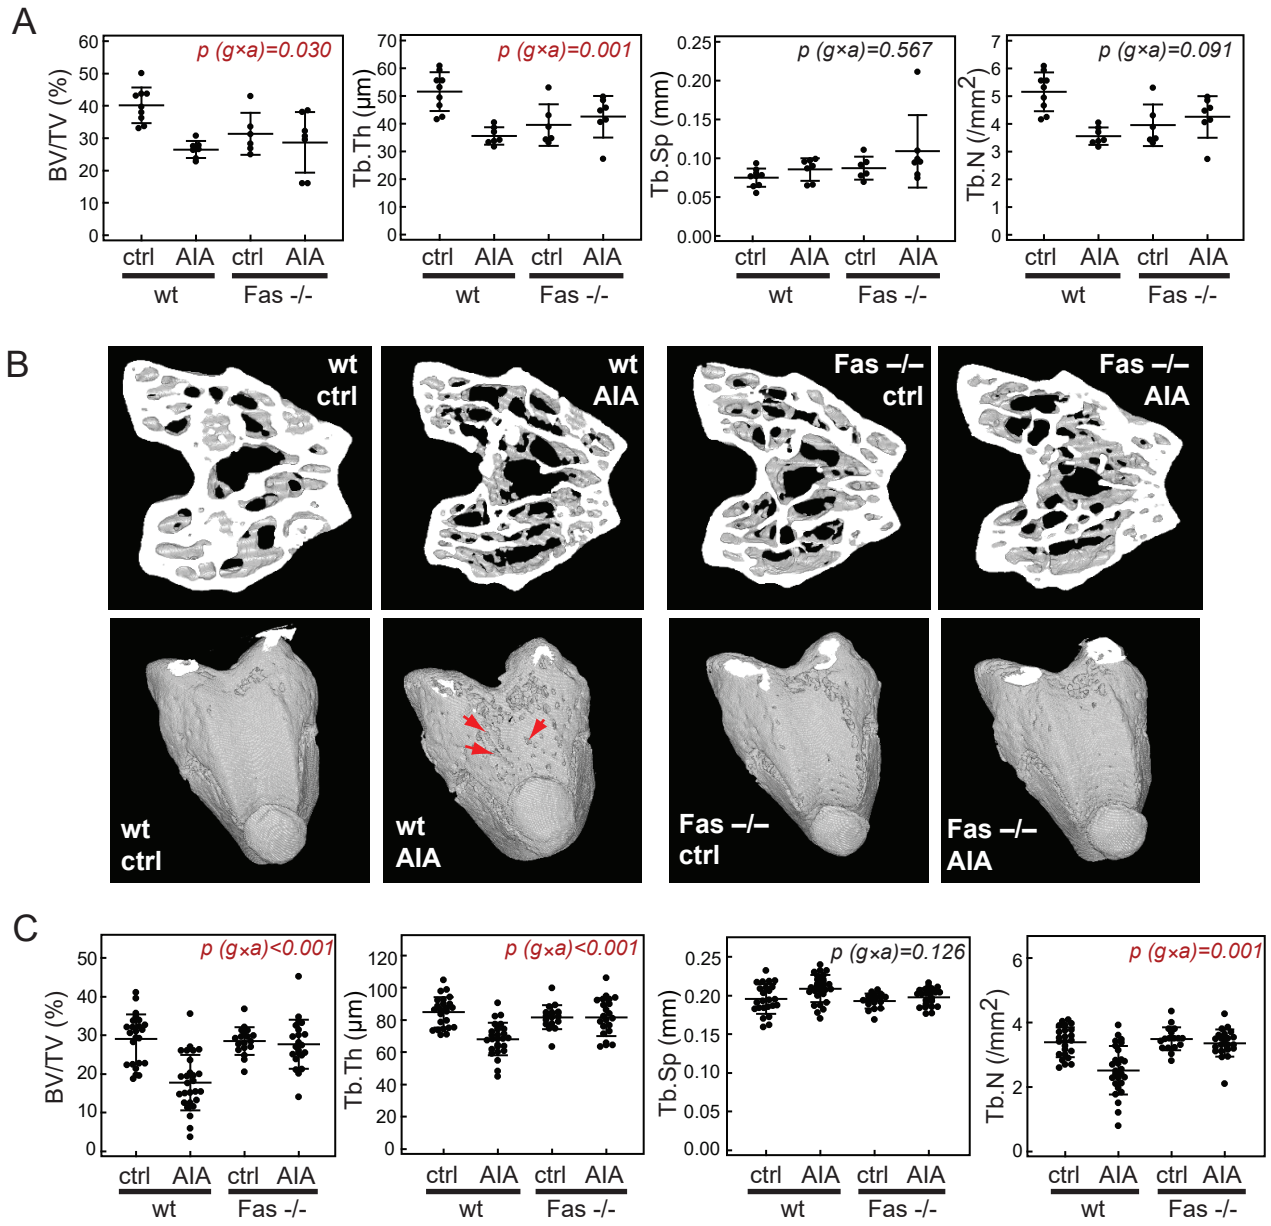 A
BV/TV (%)
60
50
40
30
20
10
0
p (g×a)=0.030
ctrl AIA ctrl AIA
wt Fas -/-
Tb.Th (μm)
70
60
50
40
30
20
10
0
p (g×a)=0.001
ctrl AIA ctrl AIA
wt Fas -/-
Tb.Sp (mm)
0.25
0.20
0.15
0.10
0.05
0.00
p (g×a)=0.567
ctrl AIA ctrl AIA
wt Fas -/-
Tb.N (/mm2)
7
6
5
4
3
2
1
0
p (g×a)=0.091
ctrl AIA ctrl AIA
wt Fas -/-
B
wt
ctrl
wt
AIA
Fas –/–
ctrl
Fas –/–
AIA
wt
ctrl
wt
AIA
Fas –/–
ctrl
Fas –/–
AIA
C
BV/TV (%)
50
40
30
20
10
0
p (g×a)<0.001
ctrl AIA ctrl AIA
wt Fas -/-
Tb.Th (μm)
120
100
80
60
40
20
0
p (g×a)<0.001
ctrl AIA ctrl AIA
wt Fas -/-
Tb.Sp (mm)
0.25
0.20
0.15
0.10
0.05
0.00
p (g×a)=0.126
ctrl AIA ctrl AIA
wt Fas -/-
Tb.N (/mm2)
6
4
2
0
p (g×a)=0.001
ctrl AIA ctrl AIA
wt Fas -/-